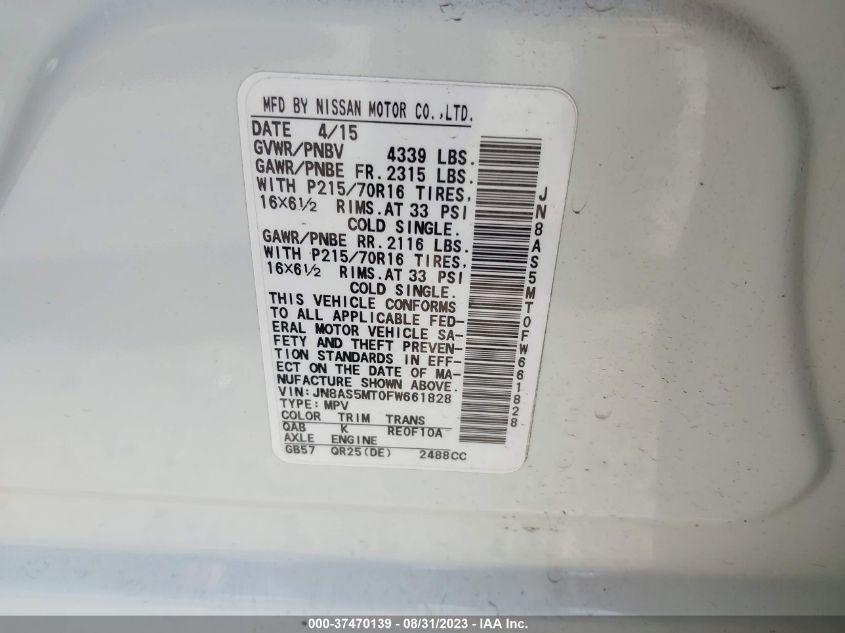 MFD BY NISSAN MOTOR CO.,LTD.
DATE 4/15
GVWR/PNBV 4339 LBS.
GAWR/PNBE FR. 2315 LBS.
WITH P215/70R16 TIRES,
16X6½ RIMS.AT 33 PSI
COLD SINGLE.
GAWR/PNBE RR. 2116 LBS.
WITH P215/70R16 TIRES,
16X6½ RIMS.AT 33 PSI
COLD SINGLE.
THIS VEHICLE CONFORMS
TO ALL APPLICABLE FED-
ERAL MOTOR VEHICLE SA-
FETY AND THEFT PREVEN-
TION STANDARDS IN EFF-
ECT ON THE DATE OF MA-
NUFACTURE SHOWN ABOVE.
VIN:JN8AS5MT0FW661828
TYPE:MPV
COLOR TRIM TRANS
QAB K RE0F10A
AXLE ENGINE
GB57 QR25(DE) 2488CC
JN8AS5MT0FW661828
000-37470139 - 08/31/2023 - IAA Inc.